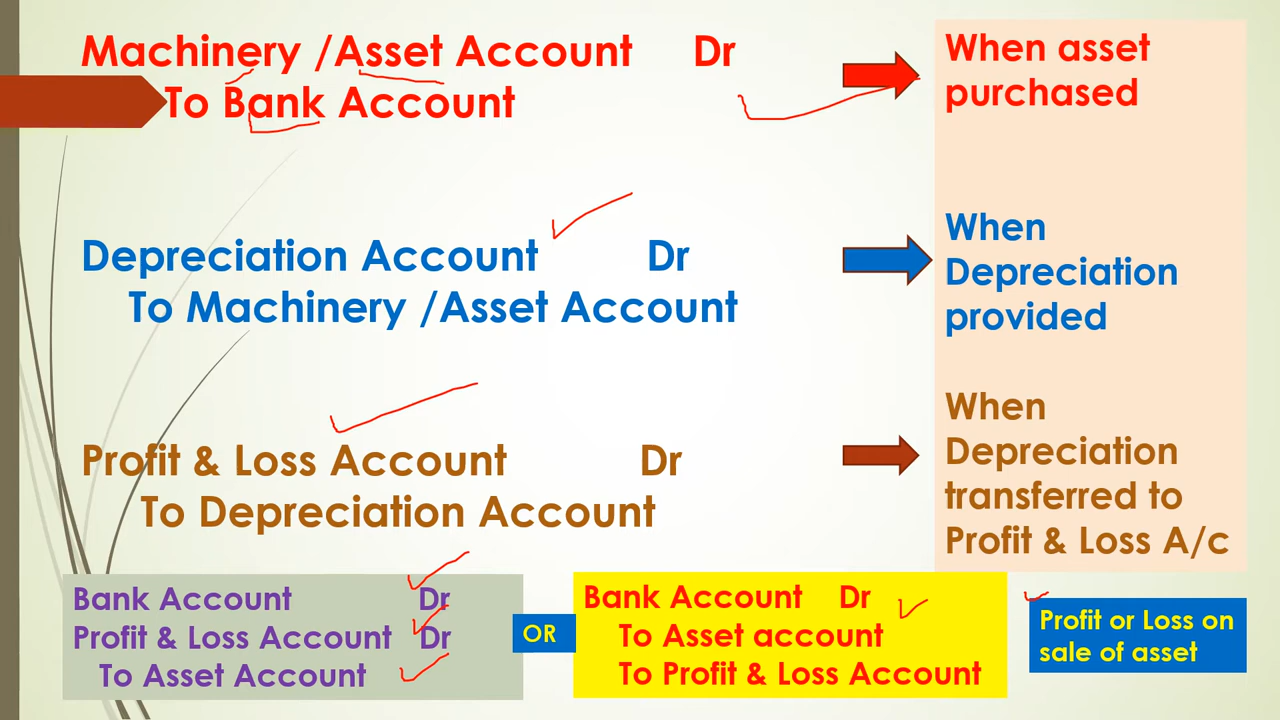 Machinery /Asset Account Dr
To Bank Account
When asset
purchased
Depreciation Account Dr
To Machinery /Asset Account
When
Depreciation
provided
Profit & Loss Account Dr
To Depreciation Account
When
Depreciation
transferred to
Profit & Loss A/c
Bank Account Dr
Profit & Loss Account Dr
To Asset Account
OR
Bank Account Dr
To Asset account
To Profit & Loss Account
Profit or Loss on
sale of asset